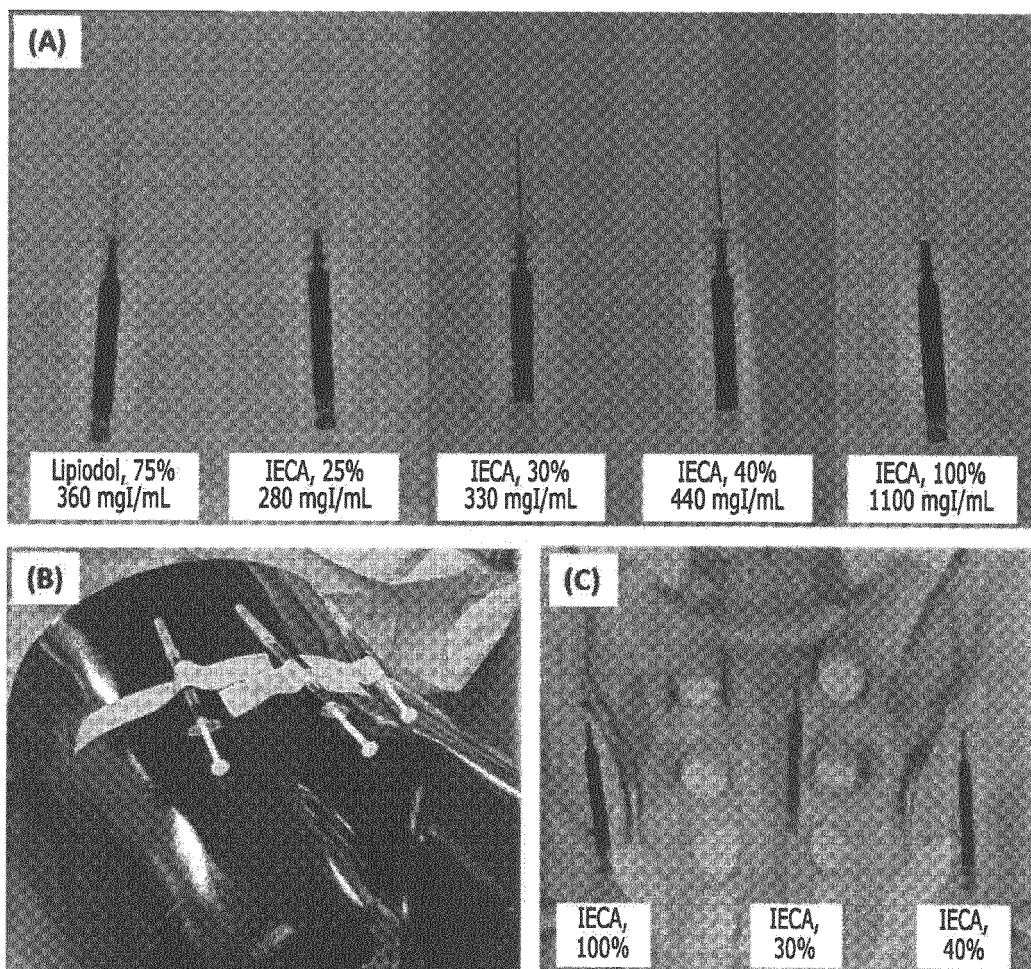 (A)
Lipiodol, 75%
360 mgI/mL
IECA, 25%
280 mgI/mL
IECA, 30%
330 mgI/mL
IECA, 40%
440 mgI/mL
IECA, 100%
1100 mgI/mL
(B)
(C)
IECA,
100%
IECA,
30%
IECA,
40%